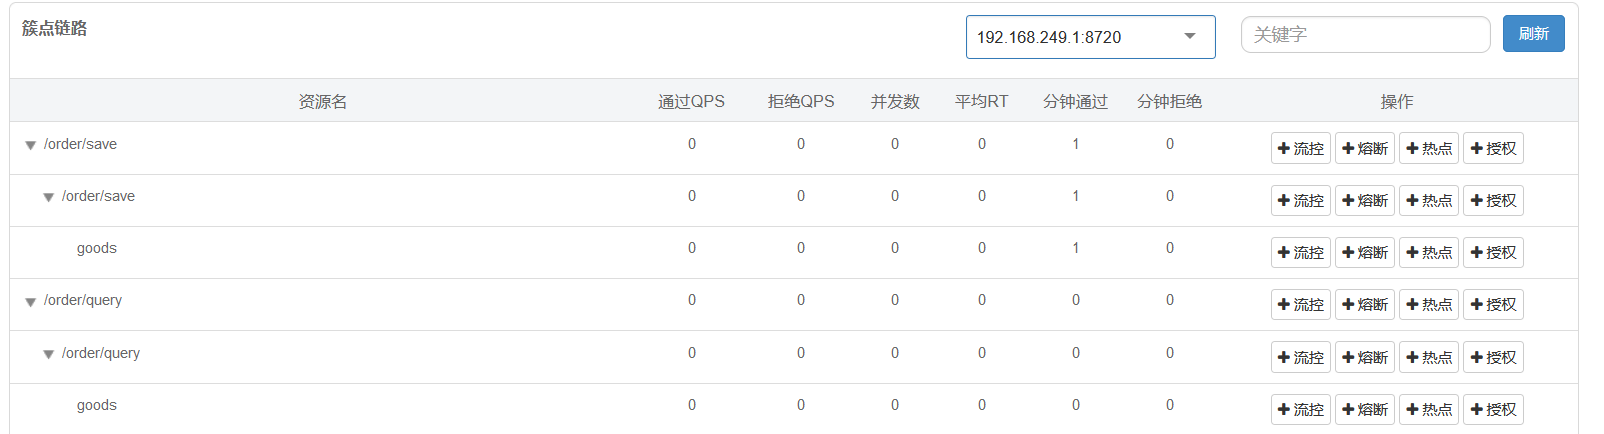 簇点链路 192.168.249.1:8720 关键字 刷新
资源名 通过QPS 拒绝QPS 并发数 平均RT 分钟通过 分钟拒绝 操作
/order/save 0 0 0 0 1 0 流控 熔断 热点 授权
/order/save 0 0 0 0 1 0 流控 熔断 热点 授权
goods 0 0 0 0 1 0 流控 熔断 热点 授权
/order/query 0 0 0 0 0 0 流控 熔断 热点 授权
/order/query 0 0 0 0 0 0 流控 熔断 热点 授权
goods 0 0 0 0 0 0 流控 熔断 热点 授权